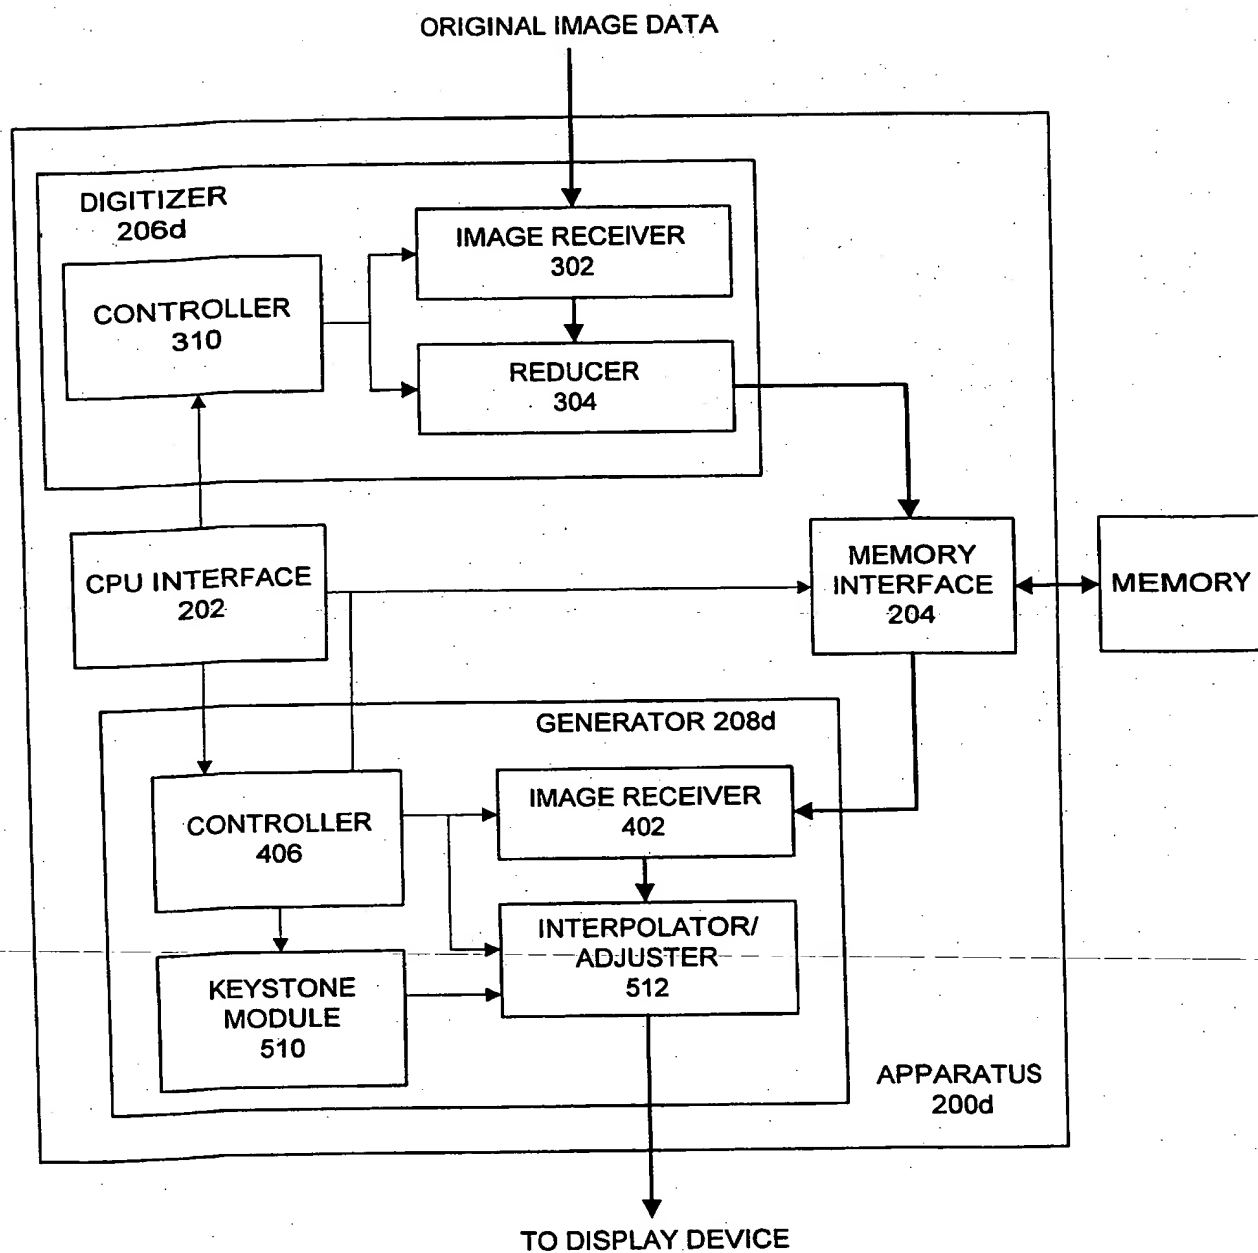 ORIGINAL IMAGE DATA
DIGITIZER
206d
IMAGE RECEIVER
302
CONTROLLER
310
REDUCER
304
CPU INTERFACE
202
MEMORY
INTERFACE
204
MEMORY
GENERATOR 208d
IMAGE RECEIVER
402
CONTROLLER
406
INTERPOLATOR/
ADJUSTER
512
KEYSTONE
MODULE
510
APPARATUS
200d
TO DISPLAY DEVICE